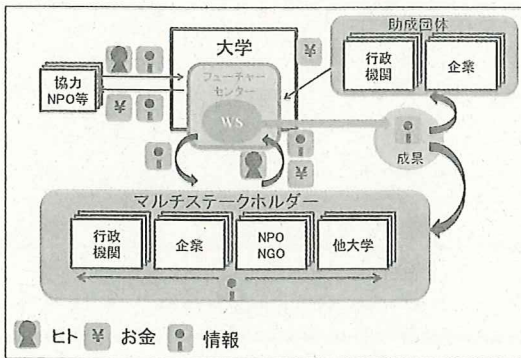 大学
フューチャー
センター
WS
協力
NPO等
¥
¥
助成団体
行政
機関
企業
成果
¥
マルチステークホルダー
行政
機関
企業
NPO
NGO
他大学
ヒト
¥
お金
情報